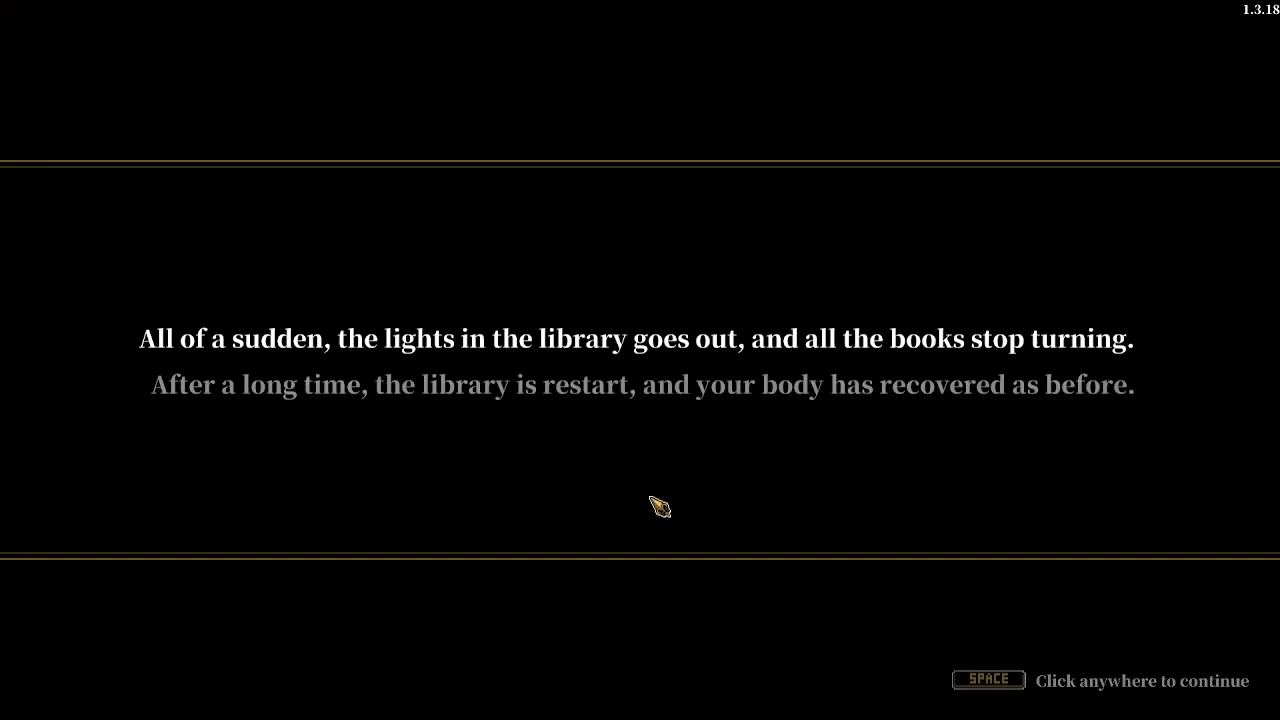 1.3.18
All of a sudden, the lights in the library goes out, and all the books stop turning.
After a long time, the library is restart, and your body has recovered as before.
SPACE Click anywhere to continue